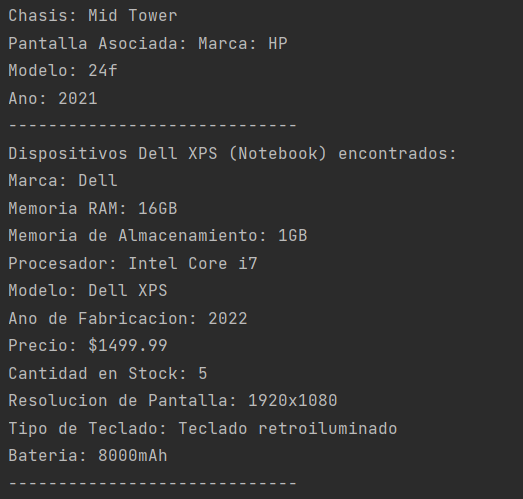 Chasis: Mid Tower
Pantalla Asociada: Marca: HP
Modelo: 24f
Ano: 2021
-----------------------------
Dispositivos Dell XPS (Notebook) encontrados:
Marca: Dell
Memoria RAM: 16GB
Memoria de Almacenamiento: 1GB
Procesador: Intel Core i7
Modelo: Dell XPS
Ano de Fabricacion: 2022
Precio: $1499.99
Cantidad en Stock: 5
Resolucion de Pantalla: 1920x1080
Tipo de Teclado: Teclado retroiluminado
Bateria: 8000mAh
-----------------------------